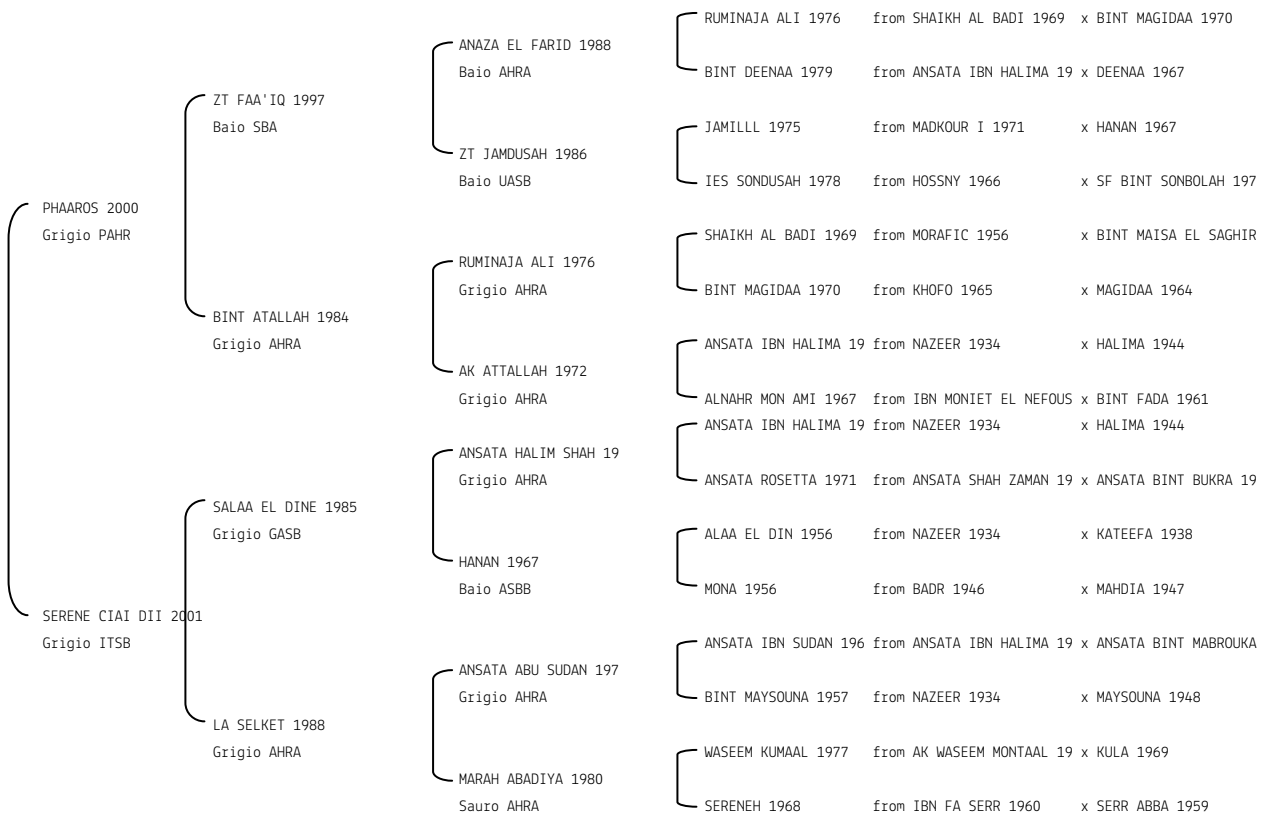 RUMINAJA ALI 1976 from SHAIKH AL BADI 1969 x BINT MAGIDAA 1970
ANAZA EL FARID 1988
Baio AHRA
BINT DEENAA 1979 from ANSATA IBN HALIMA 19 x DEENAA 1967
ZT FAA'IQ 1997
Baio SBA
JAMILLL 1975 from MADKOUR I 1971 x HANAN 1967
ZT JAMDUSAH 1986
Baio UASB
IES SONDUSAH 1978 from HOSSNY 1966 x SF BINT SONBOLAH 197
PHAAROS 2000
Grigio PAHR
SHAIKH AL BADI 1969 from MORAFIC 1956 x BINT MAISA EL SAGHIR
RUMINAJA ALI 1976
Grigio AHRA
BINT MAGIDAA 1970 from KHOFO 1965 x MAGIDAA 1964
BINT ATALLAH 1984
Grigio AHRA
ANSATA IBN HALIMA 19 from NAZEER 1934 x HALIMA 1944
AK ATTALLAH 1972
Grigio AHRA
ALNAHR MON AMI 1967 from IBN MONIET EL NEFOUS x BINT FADA 1961
ANSATA IBN HALIMA 19 from NAZEER 1934 x HALIMA 1944
ANSATA HALIM SHAH 19
Grigio AHRA
ANSATA ROSETTA 1971 from ANSATA SHAH ZAMAN 19 x ANSATA BINT BUKRA 19
SALAA EL DINE 1985
Grigio GASB
ALAA EL DIN 1956 from NAZEER 1934 x KATEEFA 1938
HANAN 1967
Baio ASBB
MONA 1956 from BADR 1946 x MAHDIA 1947
SERENE CIAI DII 2001
Grigio ITSB
ANSATA IBN SUDAN 196 from ANSATA IBN HALIMA 19 x ANSATA BINT MABROUKA
ANSATA ABU SUDAN 197
Grigio AHRA
BINT MAYSOUNA 1957 from NAZEER 1934 x MAYSOUNA 1948
LA SELKET 1988
Grigio AHRA
WASEEM KUMAAL 1977 from AK WASEEM MONTAAL 19 x KULA 1969
MARAH ABADIYA 1980
Sauro AHRA
SERENEH 1968 from IBN FA SERR 1960 x SERR ABBA 1959